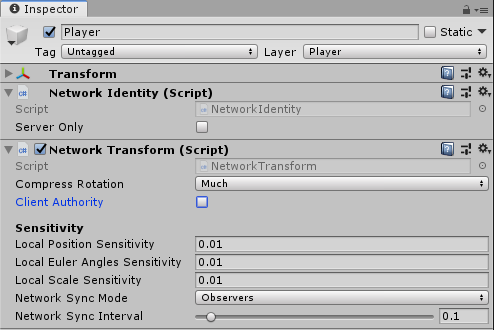 Inspector
Player
Static
Tag Untagged Layer Player
Transform
Network Identity (Script)
Script NetworkIdentity
Server Only
Network Transform (Script)
Script NetworkTransform
Compress Rotation Much
Client Authority
Sensitivity
Local Position Sensitivity 0.01
Local Euler Angles Sensitivity 0.01
Local Scale Sensitivity 0.01
Network Sync Mode Observers
Network Sync Interval 0.1